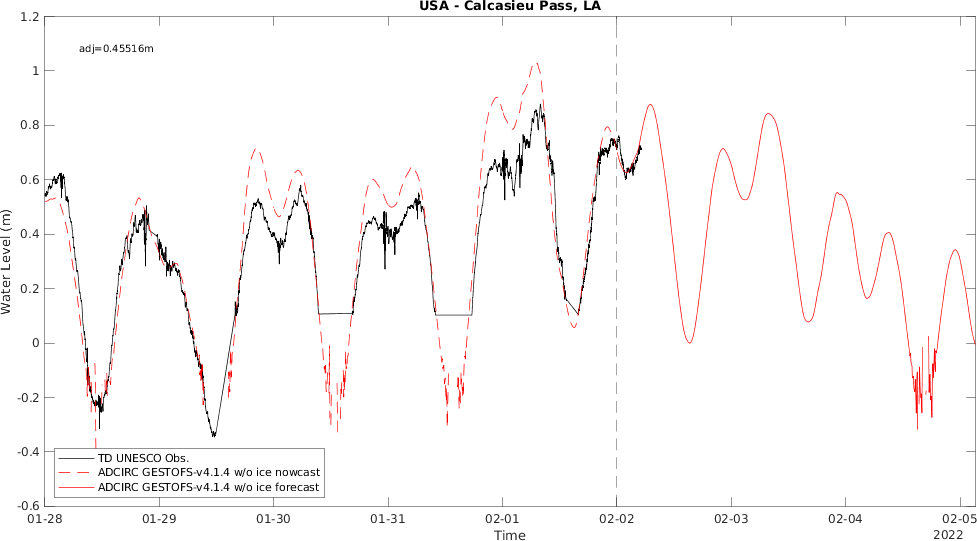 USA - Calcasieu Pass, LA
adj=0.45516m
Water Level (m)
1.2
1
0.8
0.6
0.4
0.2
0
-0.2
-0.4
-0.6
TD UNESCO Obs.
ADCIRC GESTOFS-v4.1.4 w/o ice nowcast
ADCIRC GESTOFS-v4.1.4 w/o ice forecast
01-28 01-29 01-30 01-31 02-01 02-02 02-03 02-04 02-05
Time
2022